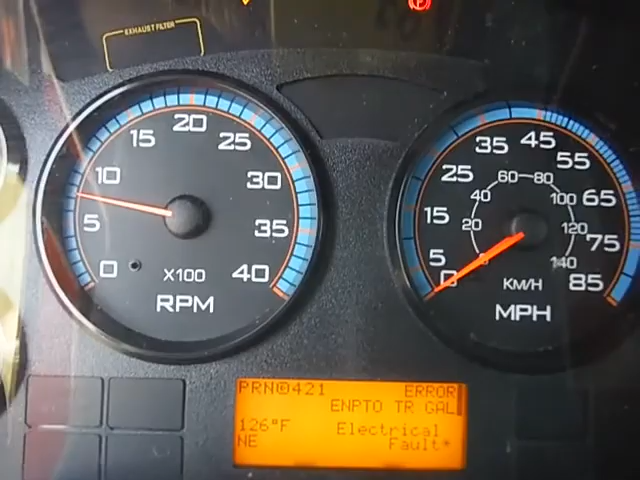 EXHAUST FILTER
0
5
10
15
20
25
30
35
40
X100
RPM
0
5
15
25
35
45
55
65
75
85
20
40
60
80
100
120
140
KM/H
MPH
ERROR
ENPTO TR GAL
126°F Electrical
NE Fault*